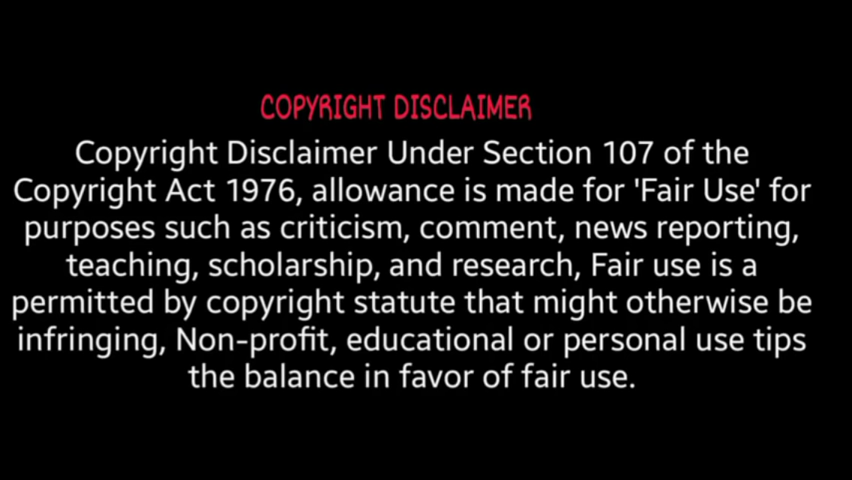 COPYRIGHT DISCLAIMER
Copyright Disclaimer Under Section 107 of the
Copyright Act 1976, allowance is made for 'Fair Use' for
purposes such as criticism, comment, news reporting,
teaching, scholarship, and research, Fair use is a
permitted by copyright statute that might otherwise be
infringing, Non-profit, educational or personal use tips
the balance in favor of fair use.